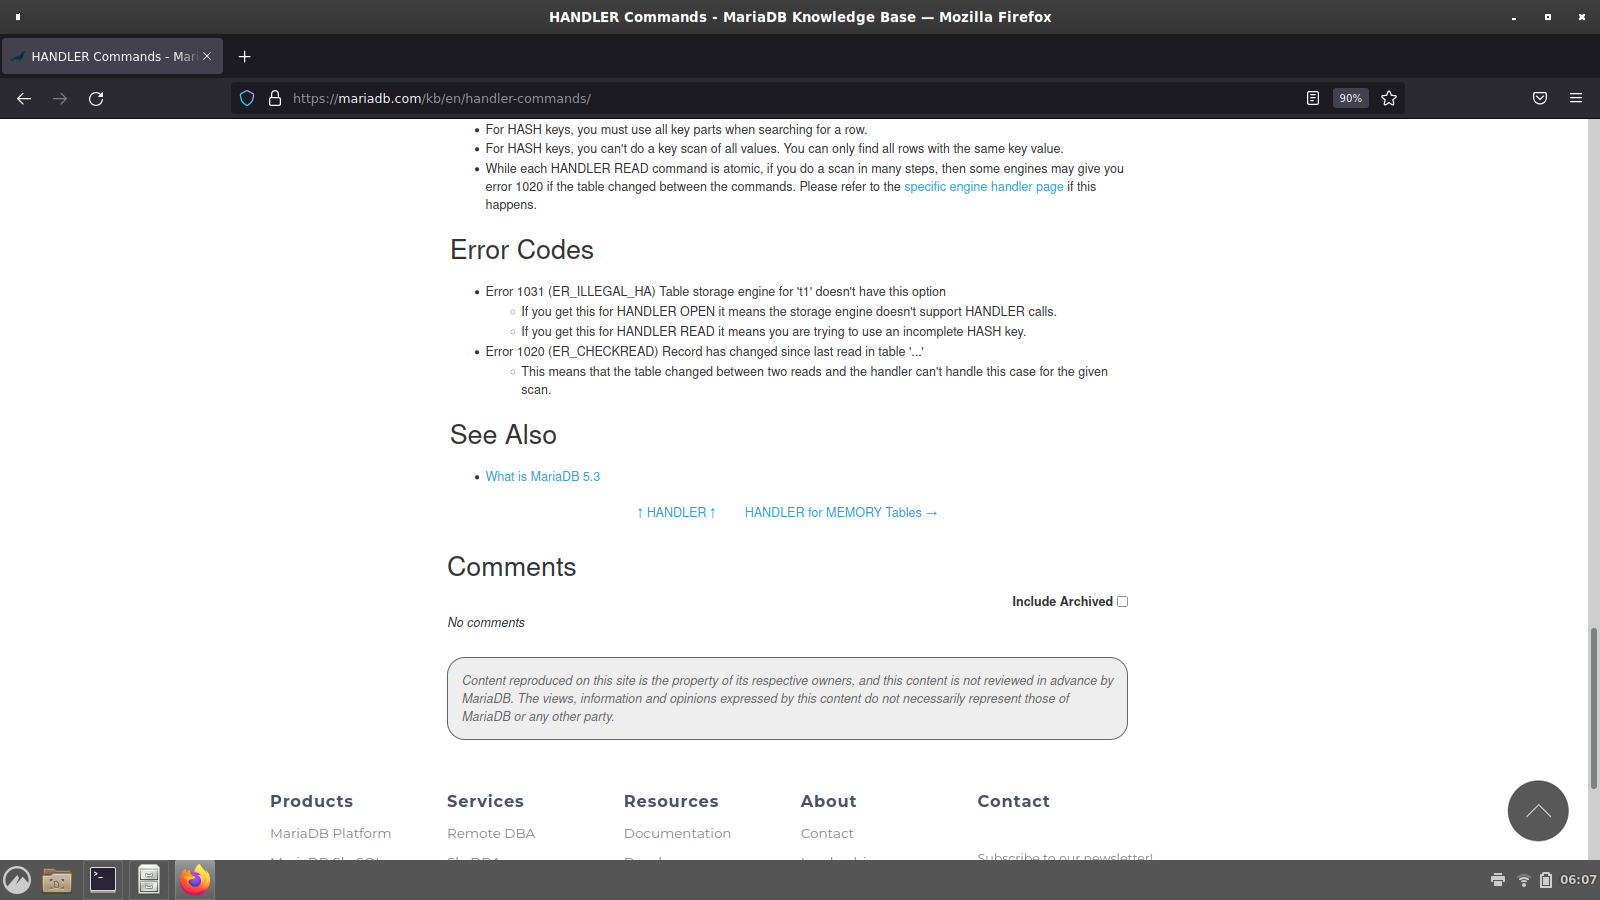 HANDLER Commands - MariaDB Knowledge Base — Mozilla Firefox
HANDLER Commands - Mari
https://mariadb.com/kb/en/handler-commands/
90%
For HASH keys, you must use all key parts when searching for a row.
For HASH keys, you can't do a key scan of all values. You can only find all rows with the same key value.
While each HANDLER READ command is atomic, if you do a scan in many steps, then some engines may give you
error 1020 if the table changed between the commands. Please refer to the specific engine handler page if this
happens.
Error Codes
Error 1031 (ER_ILLEGAL_HA) Table storage engine for 't1' doesn't have this option
If you get this for HANDLER OPEN it means the storage engine doesn't support HANDLER calls.
If you get this for HANDLER READ it means you are trying to use an incomplete HASH key.
Error 1020 (ER_CHECKREAD) Record has changed since last read in table '...'
This means that the table changed between two reads and the handler can't handle this case for the given
scan.
See Also
What is MariaDB 5.3
↑ HANDLER ↑ HANDLER for MEMORY Tables →
Comments
Include Archived
No comments
Content reproduced on this site is the property of its respective owners, and this content is not reviewed in advance by
MariaDB. The views, information and opinions expressed by this content do not necessarily represent those of
MariaDB or any other party.
Products Services Resources About Contact
MariaDB Platform Remote DBA Documentation Contact
Subscribe to our newsletter!
06:07